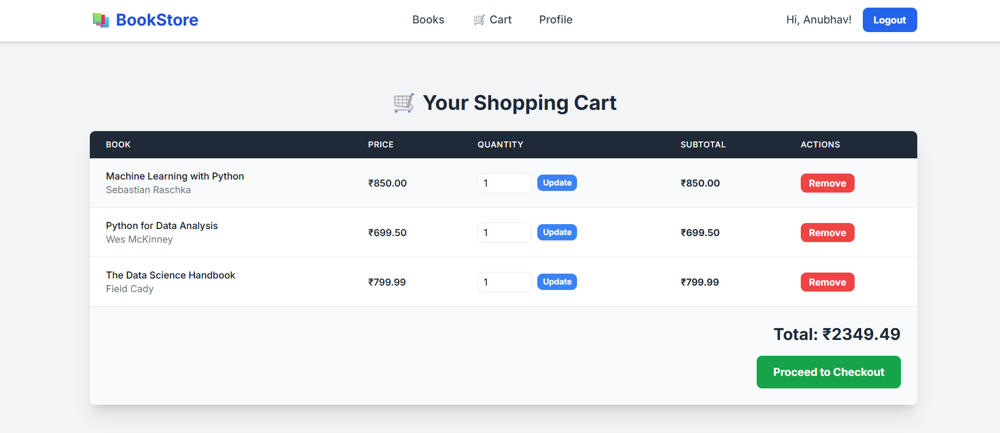 BookStore
Books
Cart
Profile
Hi, Anubhav!
Logout
Your Shopping Cart
BOOK PRICE QUANTITY SUBTOTAL ACTIONS
Machine Learning with Python
Sebastian Raschka
₹850.00 1 Update ₹850.00 Remove
Python for Data Analysis
Wes McKinney
₹699.50 1 Update ₹699.50 Remove
The Data Science Handbook
Field Cady
₹799.99 1 Update ₹799.99 Remove
Total: ₹2349.49
Proceed to Checkout